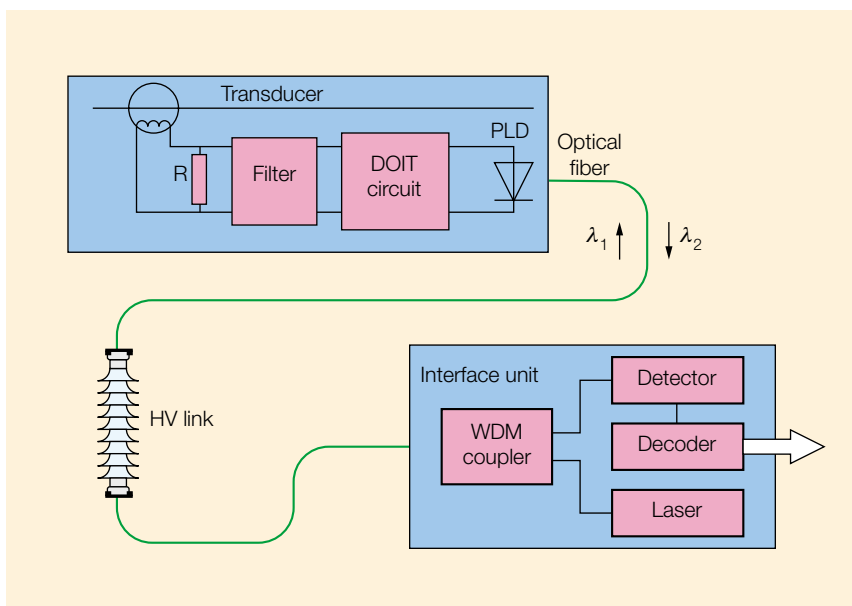 Transducer
PLD
Optical
fiber
R
Filter
DOIT
circuit
λ₁
λ₂
HV link
Interface unit
Detector
WDM
coupler
Decoder
Laser